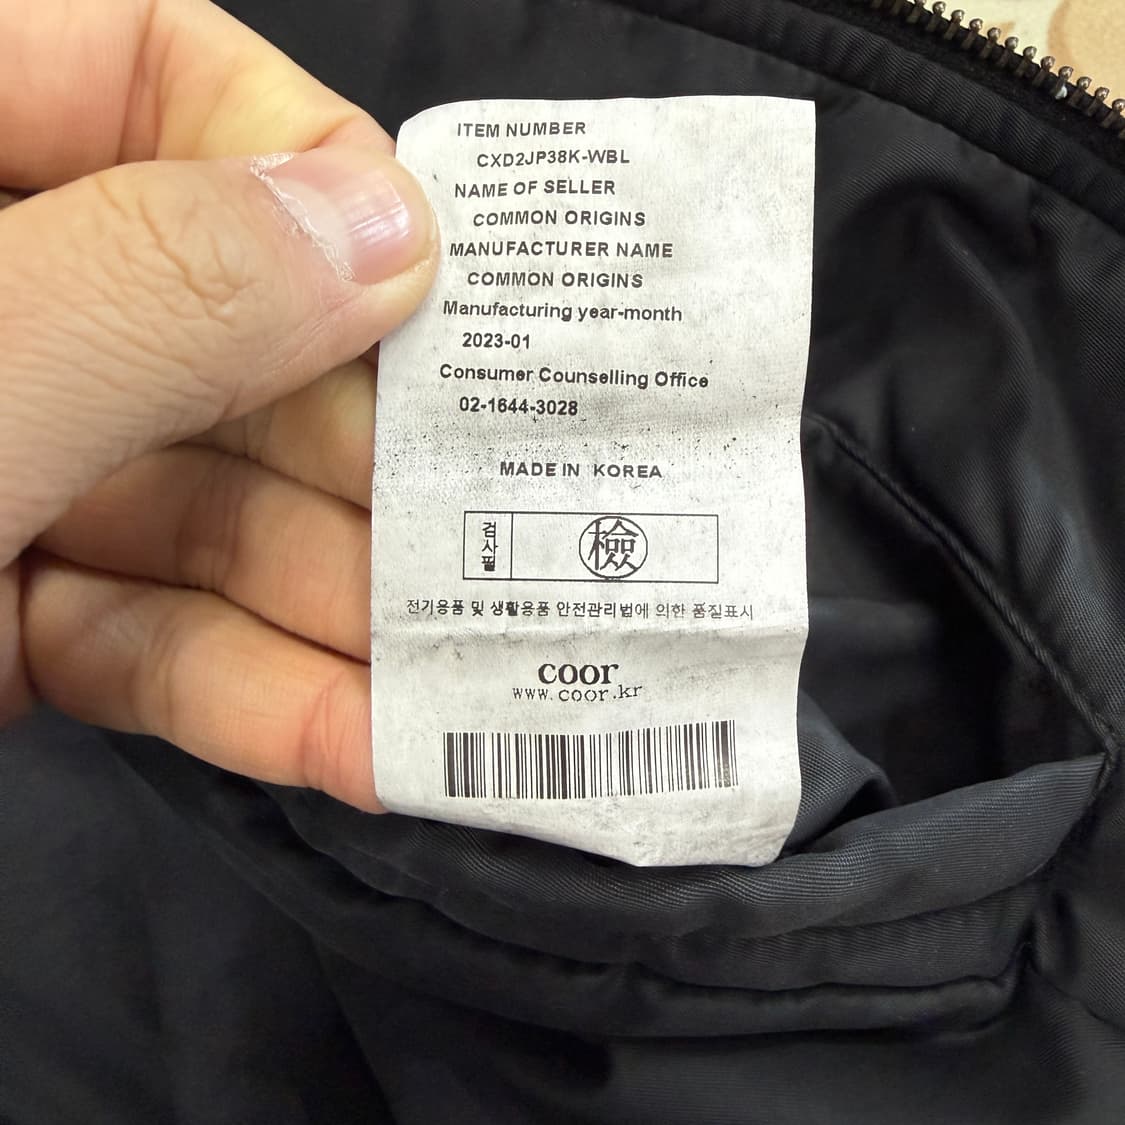 ITEM NUMBER
CXD2JP38K-WBL
NAME OF SELLER
COMMON ORIGINS
MANUFACTURER NAME
COMMON ORIGINS
Manufacturing year-month
2023-01
Consumer Counselling Office
02-1644-3028
MADE IN KOREA
검사필 檢
전기용품 및 생활용품 안전관리법에 의한 품질표시
coor
www.coor.kr